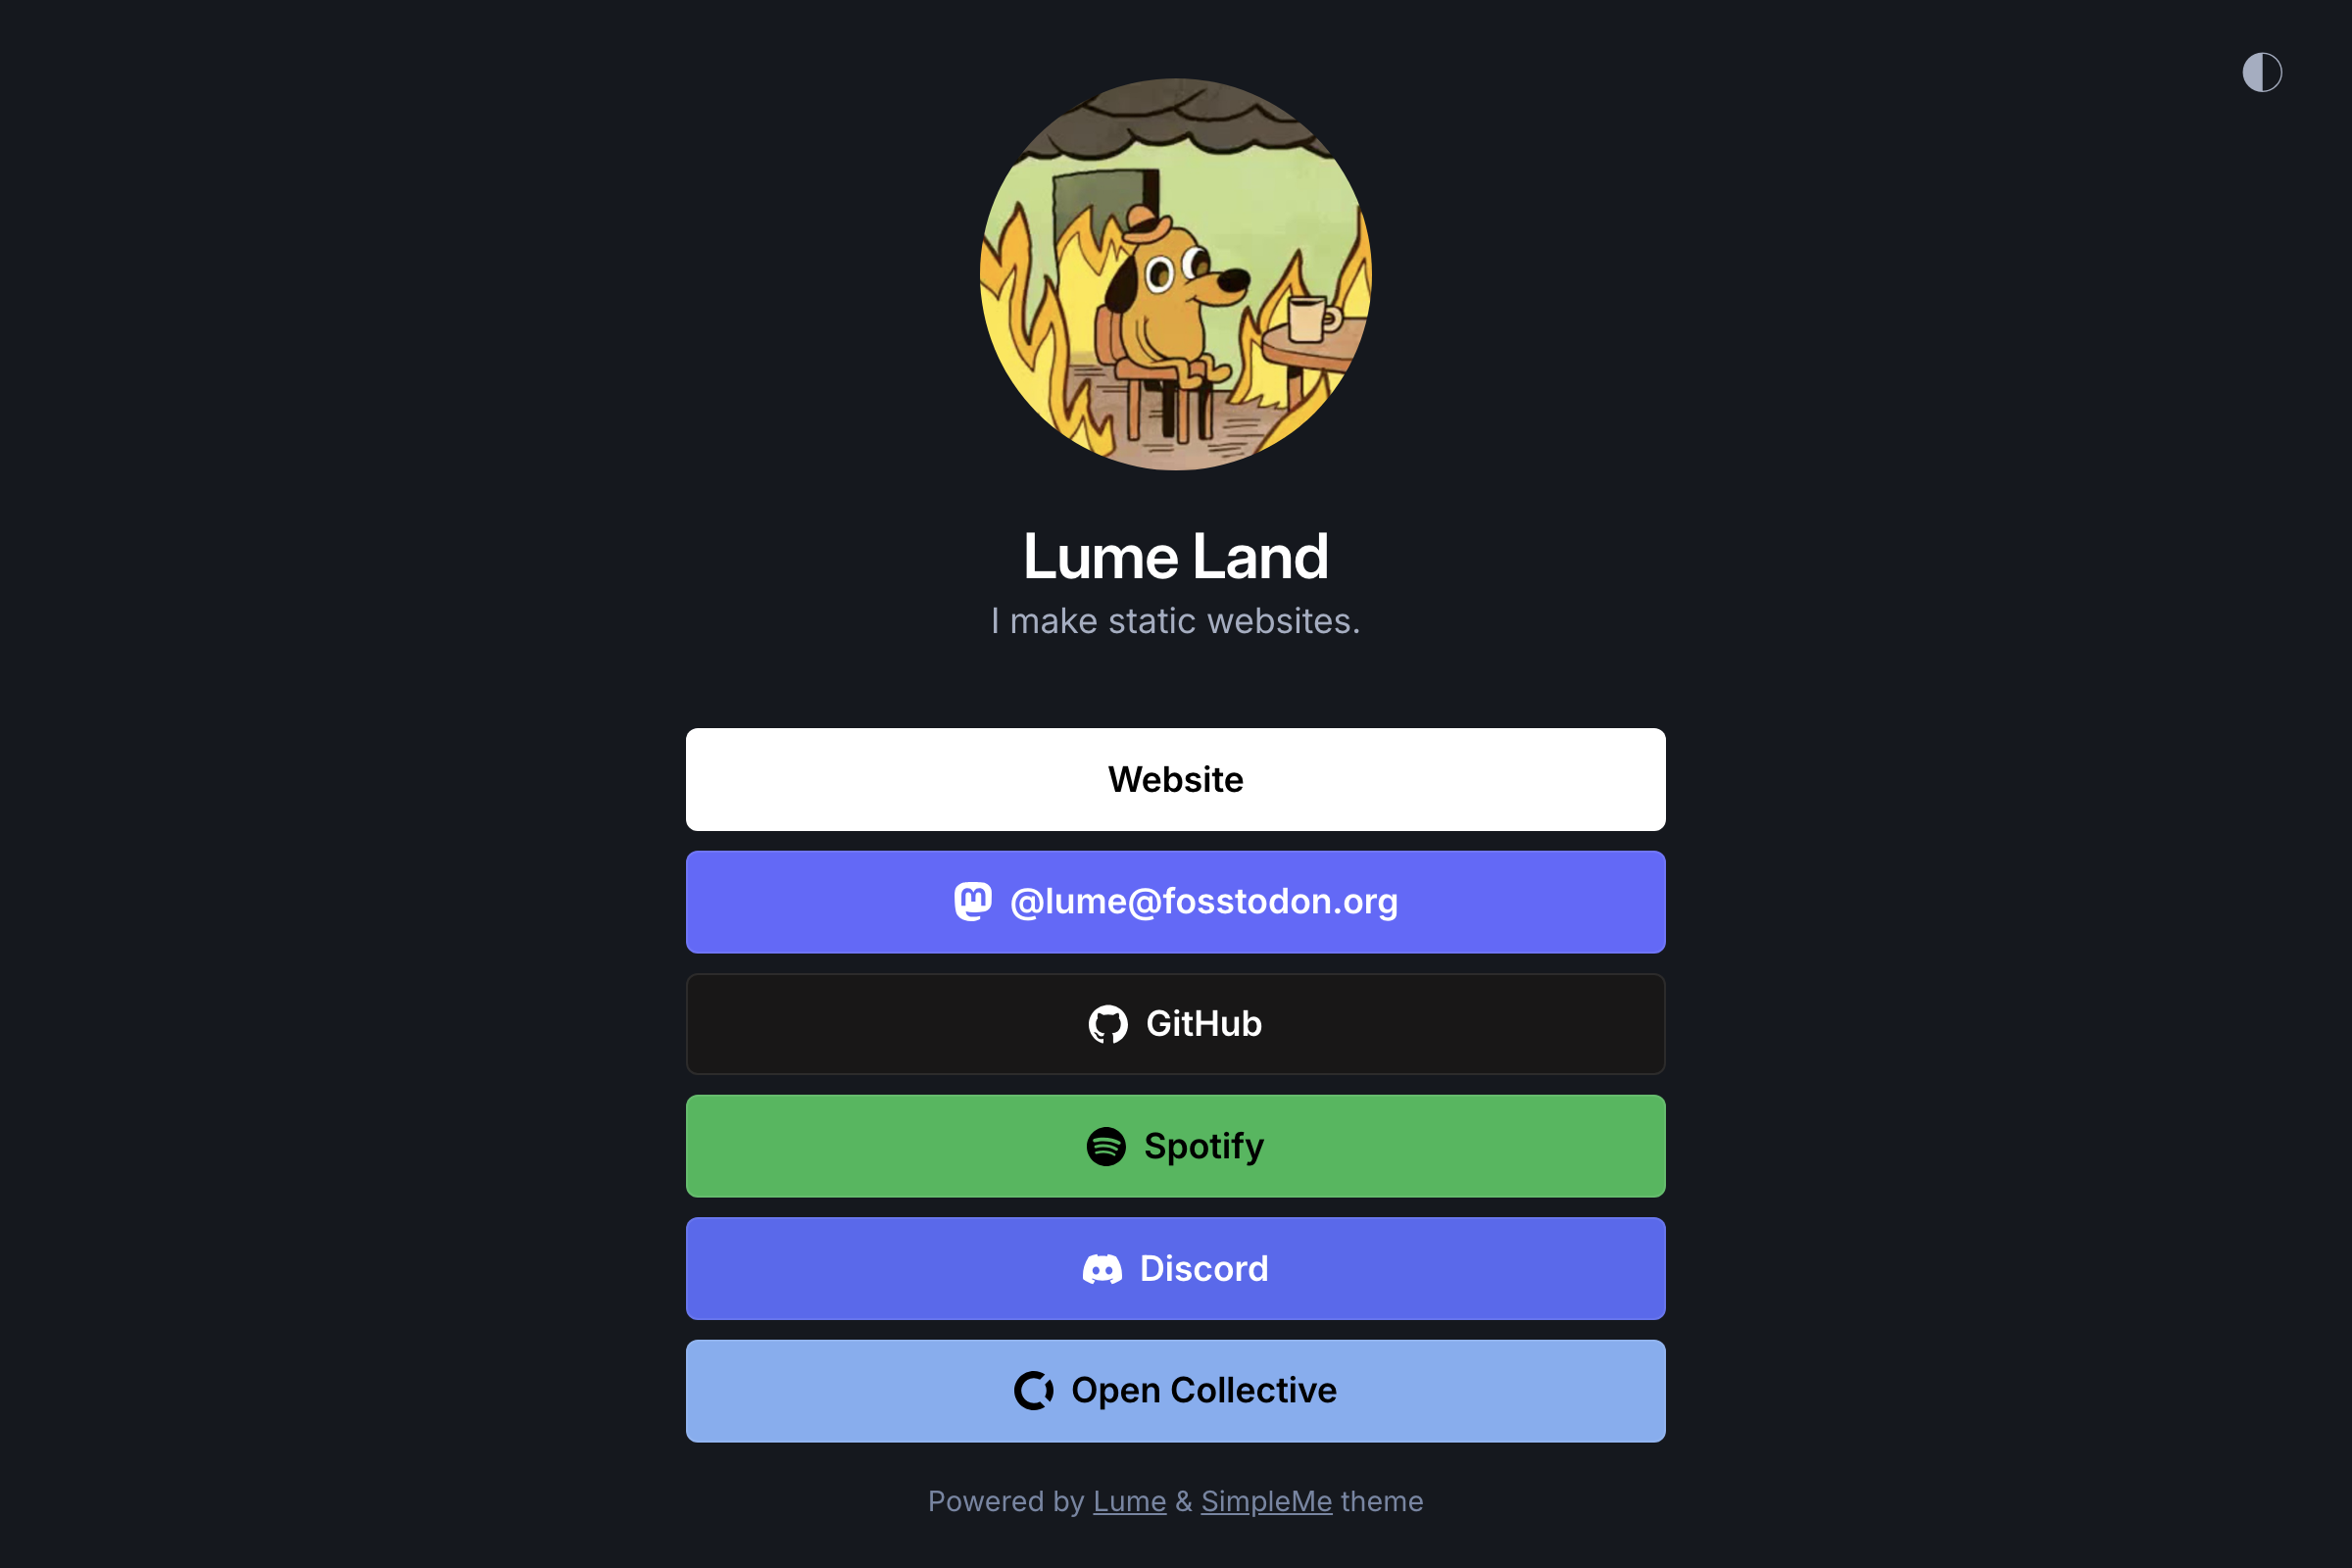 Lume Land
I make static websites.
Website
@lume@fosstodon.org
GitHub
Spotify
Discord
Open Collective
Powered by Lume & SimpleMe theme